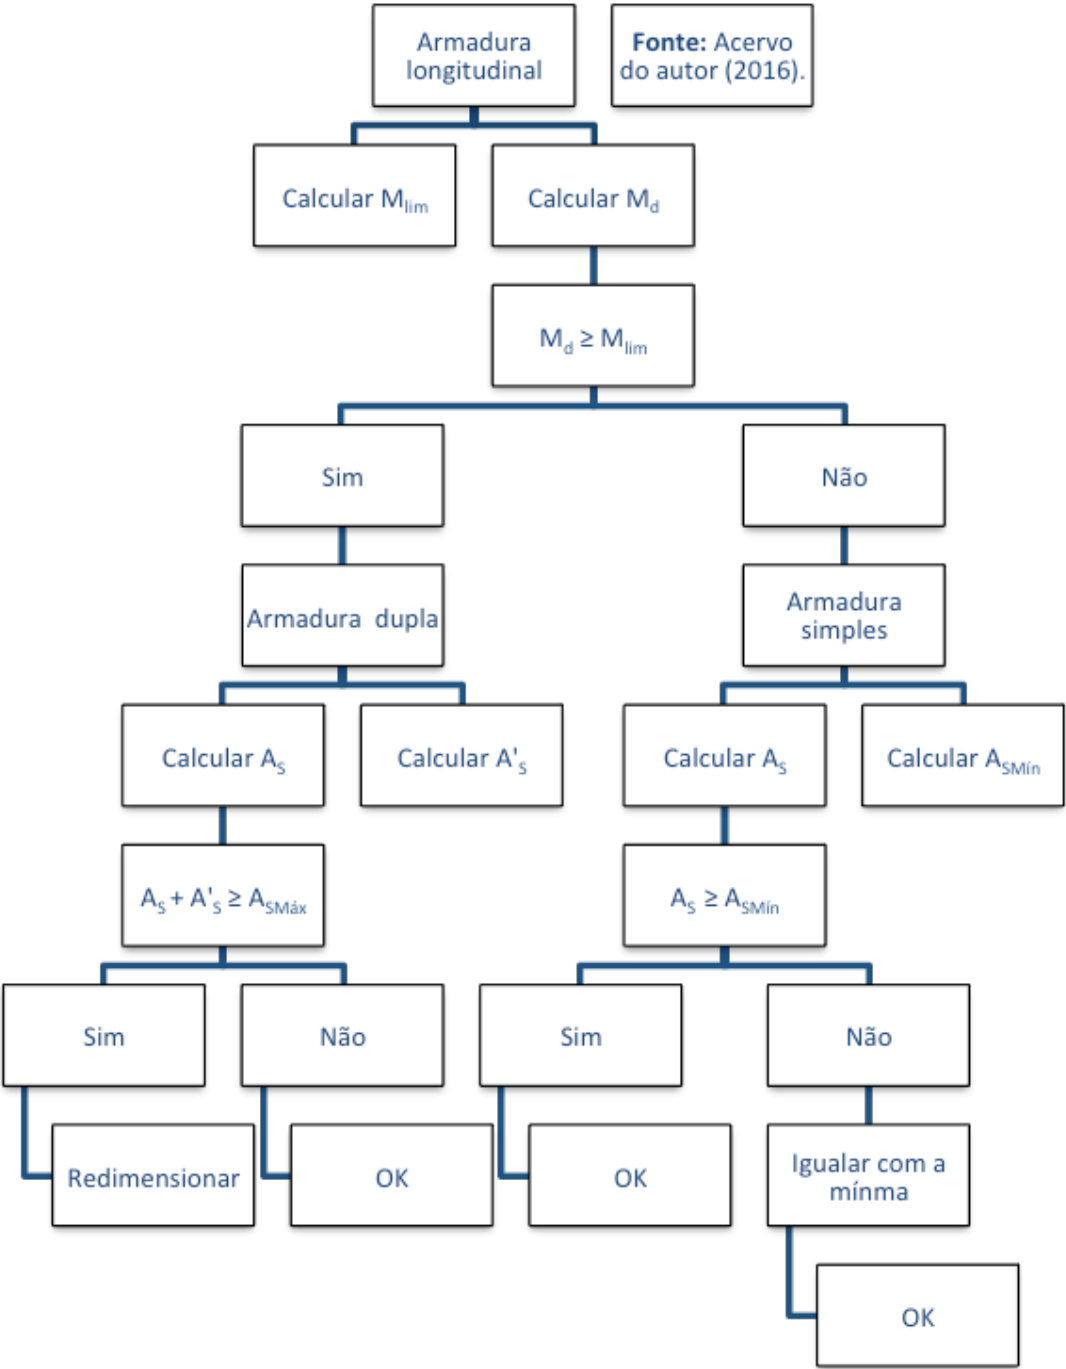 Armadura
longitudinal
Fonte: Acervo
do autor (2016).
Calcular Mlim
Calcular Md
Md ≥ Mlim
Sim
Não
Armadura dupla
Armadura
simples
Calcular AS
Calcular A'S
Calcular AS
Calcular ASMín
AS + A'S ≥ ASMáx
AS ≥ ASMín
Sim
Não
Sim
Não
Redimensionar
OK
OK
Igualar com a
mínma
OK